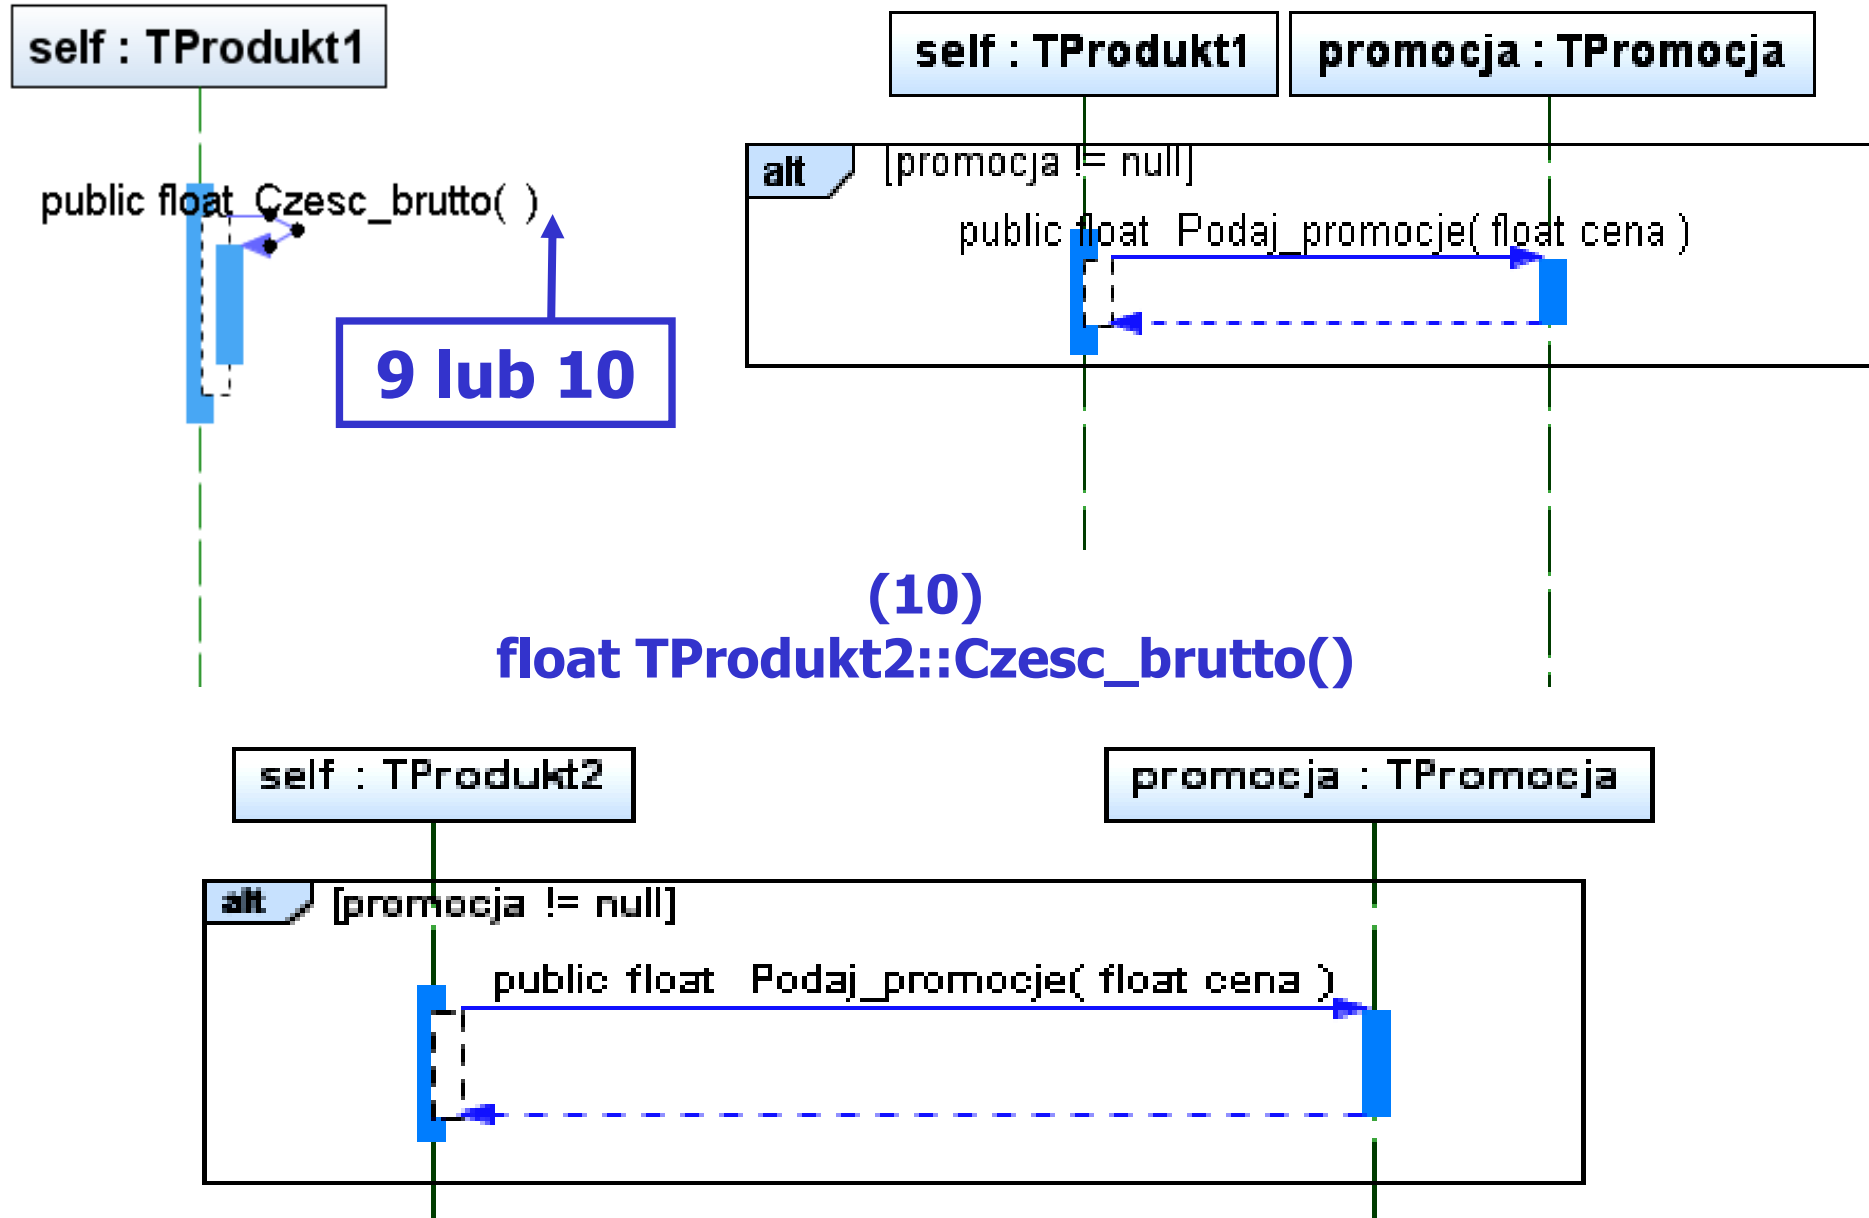 self : TProdukt1
public float Czesc_brutto( )
9 lub 10
self : TProdukt1
promocja : TPromocja
alt
[promocja != null]
public float Podaj_promocje( float cena )
(10)
float TProdukt2::Czesc_brutto()
self : TProdukt2
promocja : TPromocja
alt
[promocja != null]
public float Podaj_promocje( float cena )